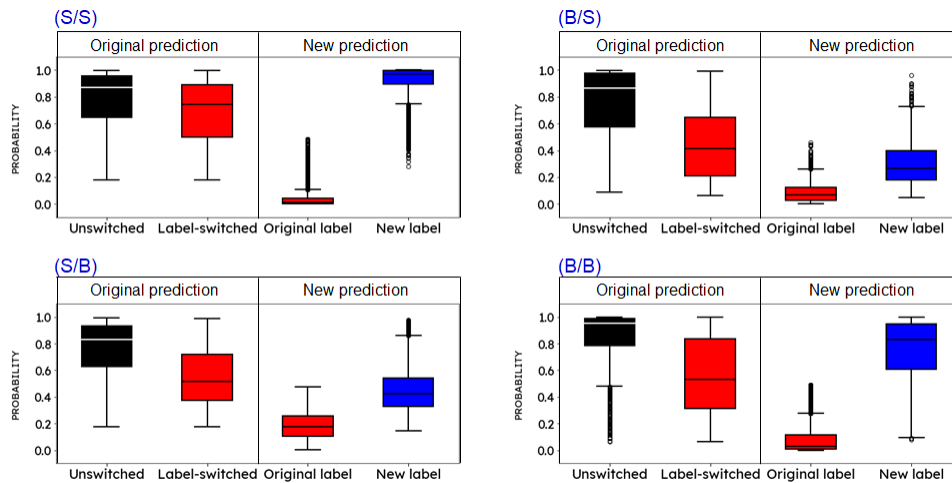 (S/S)
Original prediction New prediction
PROBABILITY
1.0
0.8
0.6
0.4
0.2
0.0
Unswitched Label-switched Original label New label
(B/S)
Original prediction New prediction
PROBABILITY
1.0
0.8
0.6
0.4
0.2
0.0
Unswitched Label-switched Original label New label
(S/B)
Original prediction New prediction
PROBABILITY
1.0
0.8
0.6
0.4
0.2
0.0
Unswitched Label-switched Original label New label
(B/B)
Original prediction New prediction
PROBABILITY
1.0
0.8
0.6
0.4
0.2
0.0
Unswitched Label-switched Original label New label